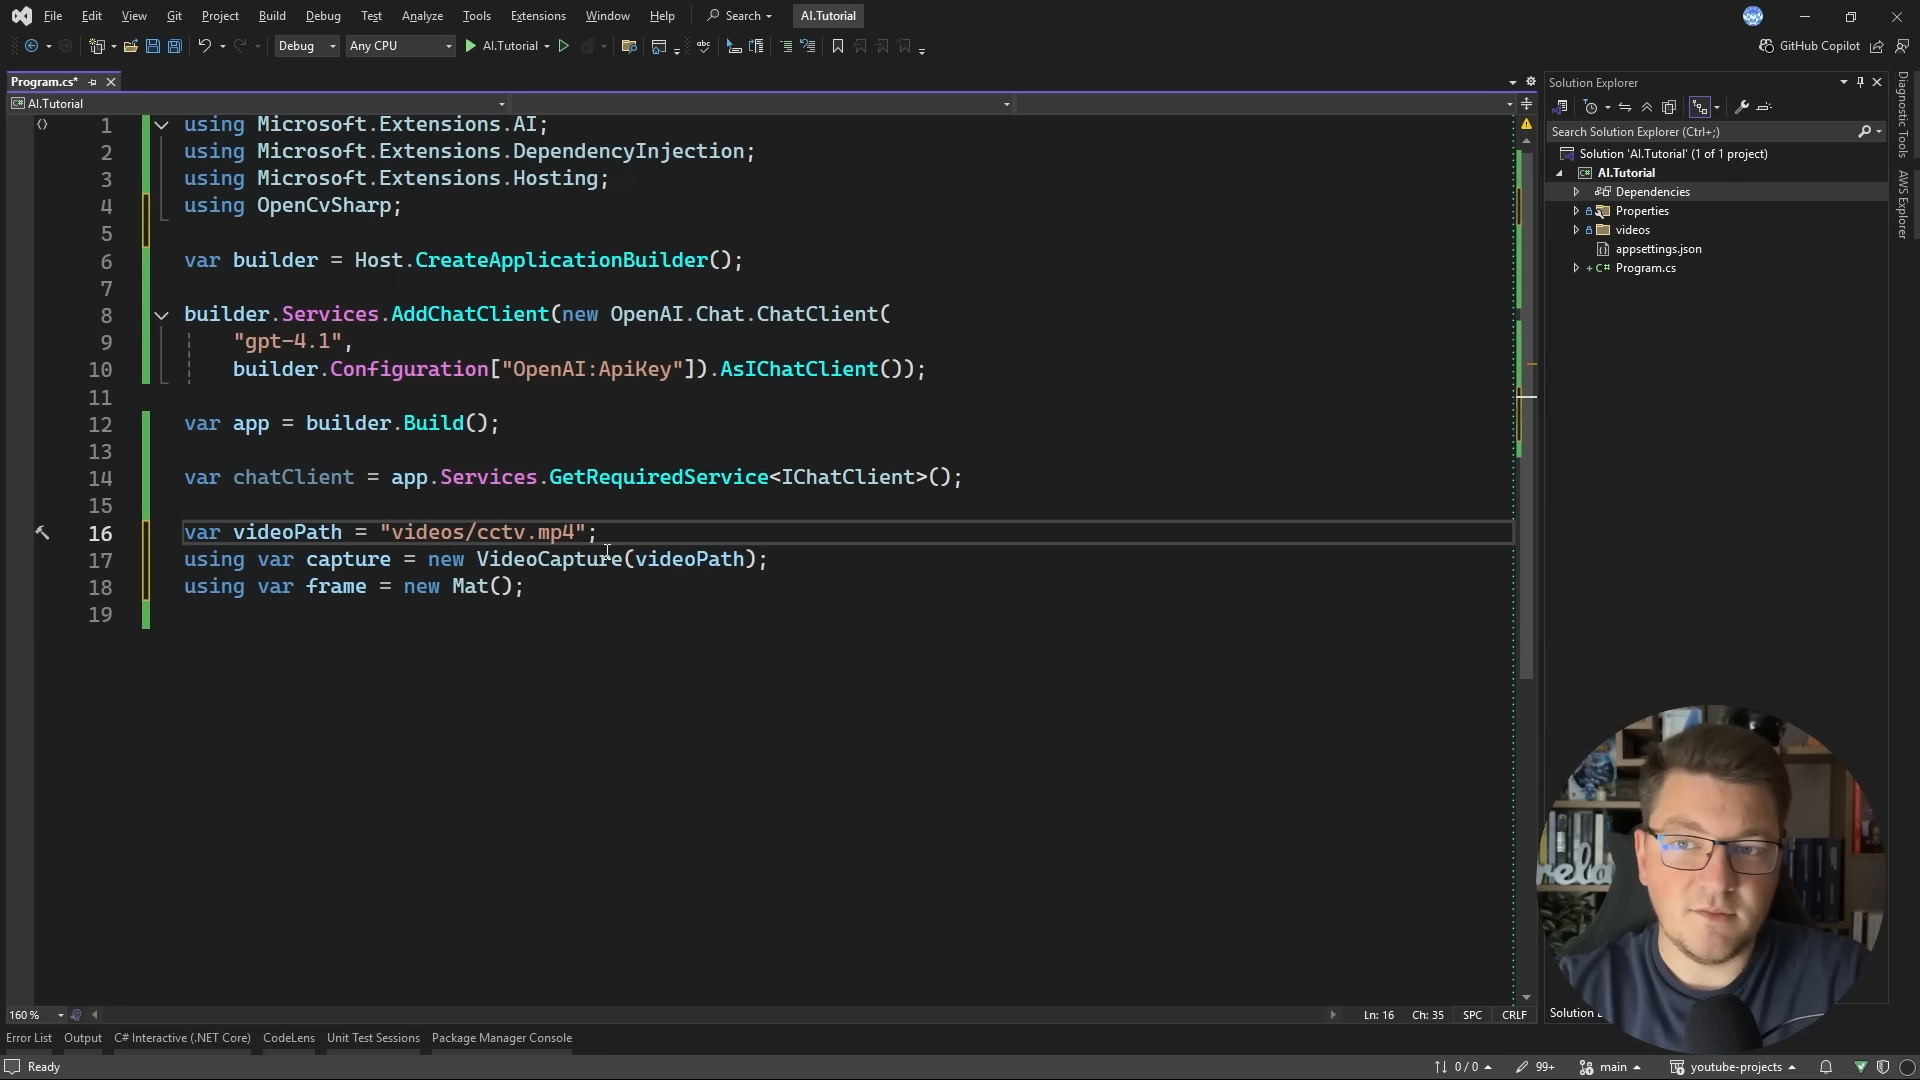 File Edit View Git Project Build Debug Test Analyze Tools Extensions Window Help Search AI.Tutorial
Debug Any CPU AI.Tutorial GitHub Copilot
Program.cs*
AI.Tutorial
1 using Microsoft.Extensions.AI;
2 using Microsoft.Extensions.DependencyInjection;
3 using Microsoft.Extensions.Hosting;
4 using OpenCvSharp;
5
6 var builder = Host.CreateApplicationBuilder();
7
8 builder.Services.AddChatClient(new OpenAI.Chat.ChatClient(
9 "gpt-4.1",
10 builder.Configuration["OpenAI:ApiKey"]).AsIChatClient());
11
12 var app = builder.Build();
13
14 var chatClient = app.Services.GetRequiredService<IChatClient>();
15
16 var videoPath = "videos/cctv.mp4";
17 using var capture = new VideoCapture(videoPath);
18 using var frame = new Mat();
19
Solution Explorer
Search Solution Explorer (Ctrl+;)
Solution 'AI.Tutorial' (1 of 1 project)
AI.Tutorial
Dependencies
Properties
videos
appsettings.json
Program.cs
Diagnostic Tools
AWS Explorer
160 % Ln: 16 Ch: 35 SPC CRLF
Error List Output C# Interactive (.NET Core) CodeLens Unit Test Sessions Package Manager Console
Ready 0 / 0 99+ main youtube-projects